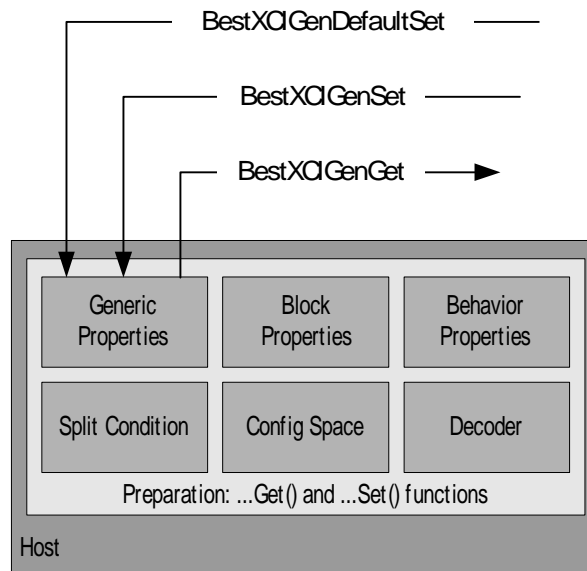 BestXCIGenDefaultSet
BestXCIGenSet
BestXCIGenGet
Generic
Properties
Block
Properties
Behavior
Properties
Split Condition
Config Space
Decoder
Preparation: ...Get() and ...Set() functions
Host